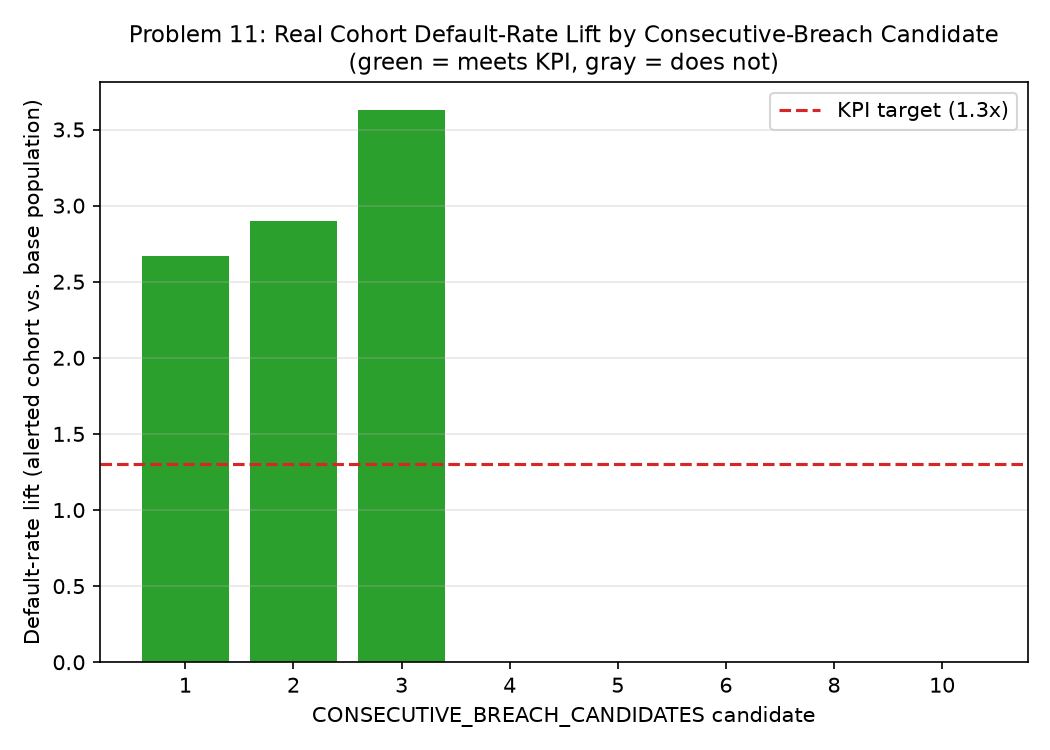 Problem 11: Real Cohort Default-Rate Lift by Consecutive-Breach Candidate
(green = meets KPI, gray = does not)
KPI target (1.3x)
Default-rate lift (alerted cohort vs. base population)
3.5
3.0
2.5
2.0
1.5
1.0
0.5
0.0
1 2 3 4 5 6 8 10
CONSECUTIVE_BREACH_CANDIDATES candidate